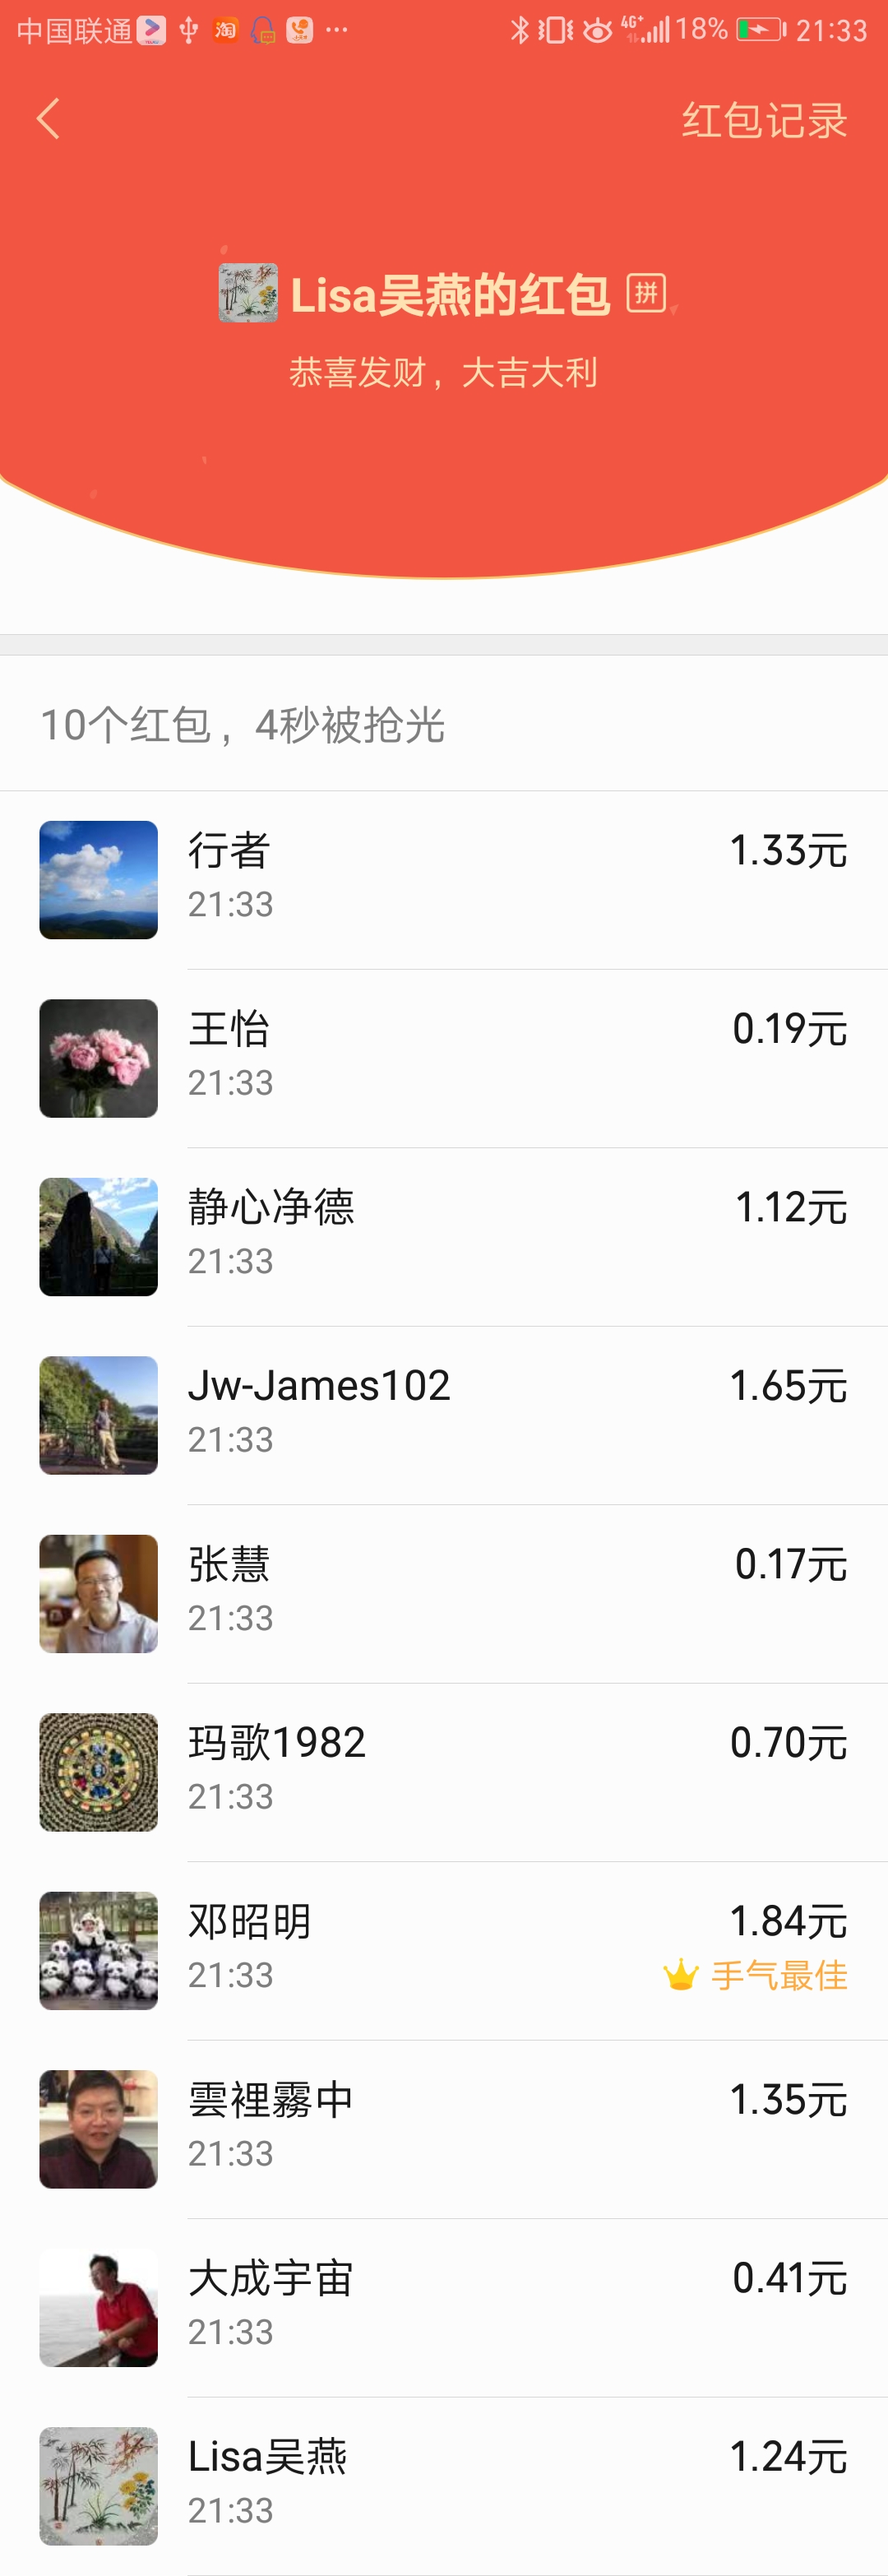 中国联通 淘 ··· 4G+ 18% 21:33
红包记录
Lisa吴燕的红包 拼
恭喜发财，大吉大利
10个红包，4秒被抢光
行者 1.33元
21:33
王怡 0.19元
21:33
静心净德 1.12元
21:33
Jw-James102 1.65元
21:33
张慧 0.17元
21:33
玛歌1982 0.70元
21:33
邓昭明 1.84元
21:33 手气最佳
雲裡霧中 1.35元
21:33
大成宇宙 0.41元
21:33
Lisa吴燕 1.24元
21:33